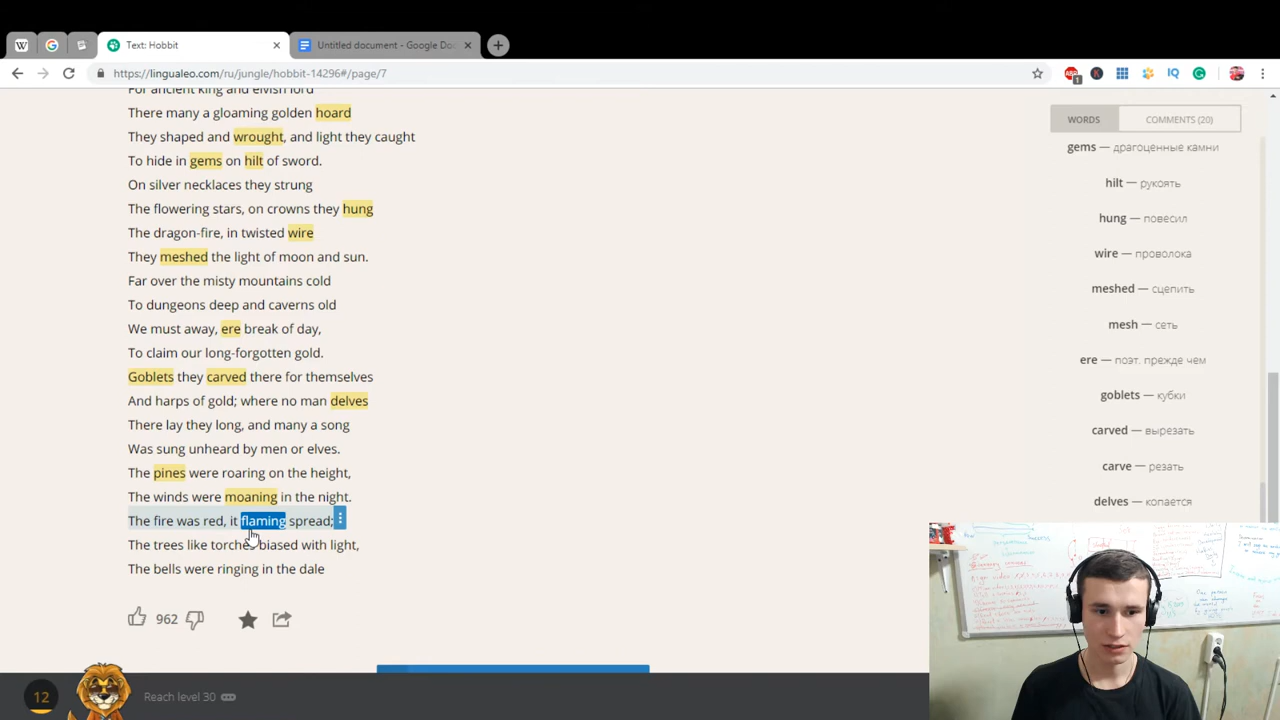 Text: Hobbit
Untitled document - Google Doc
https://lingualeo.com/ru/jungle/hobbit-14296#/page/7
IQ
1
For ancient king and elvish lord
There many a gloaming golden hoard
They shaped and wrought, and light they caught
To hide in gems on hilt of sword.
On silver necklaces they strung
The flowering stars, on crowns they hung
The dragon-fire, in twisted wire
They meshed the light of moon and sun.
Far over the misty mountains cold
To dungeons deep and caverns old
We must away, ere break of day,
To claim our long-forgotten gold.
Goblets they carved there for themselves
And harps of gold; where no man delves
There lay they long, and many a song
Was sung unheard by men or elves.
The pines were roaring on the height,
The winds were moaning in the night.
The fire was red, it flaming spread;
The trees like torches biased with light,
The bells were ringing in the dale
962
12
Reach level 30
WORDS
COMMENTS (20)
gems — драгоценные камни
hilt — рукоять
hung — повесил
wire — проволока
meshed — сцепить
mesh — сеть
ere — поэт. прежде чем
goblets — кубки
carved — вырезать
carve — резать
delves — копается